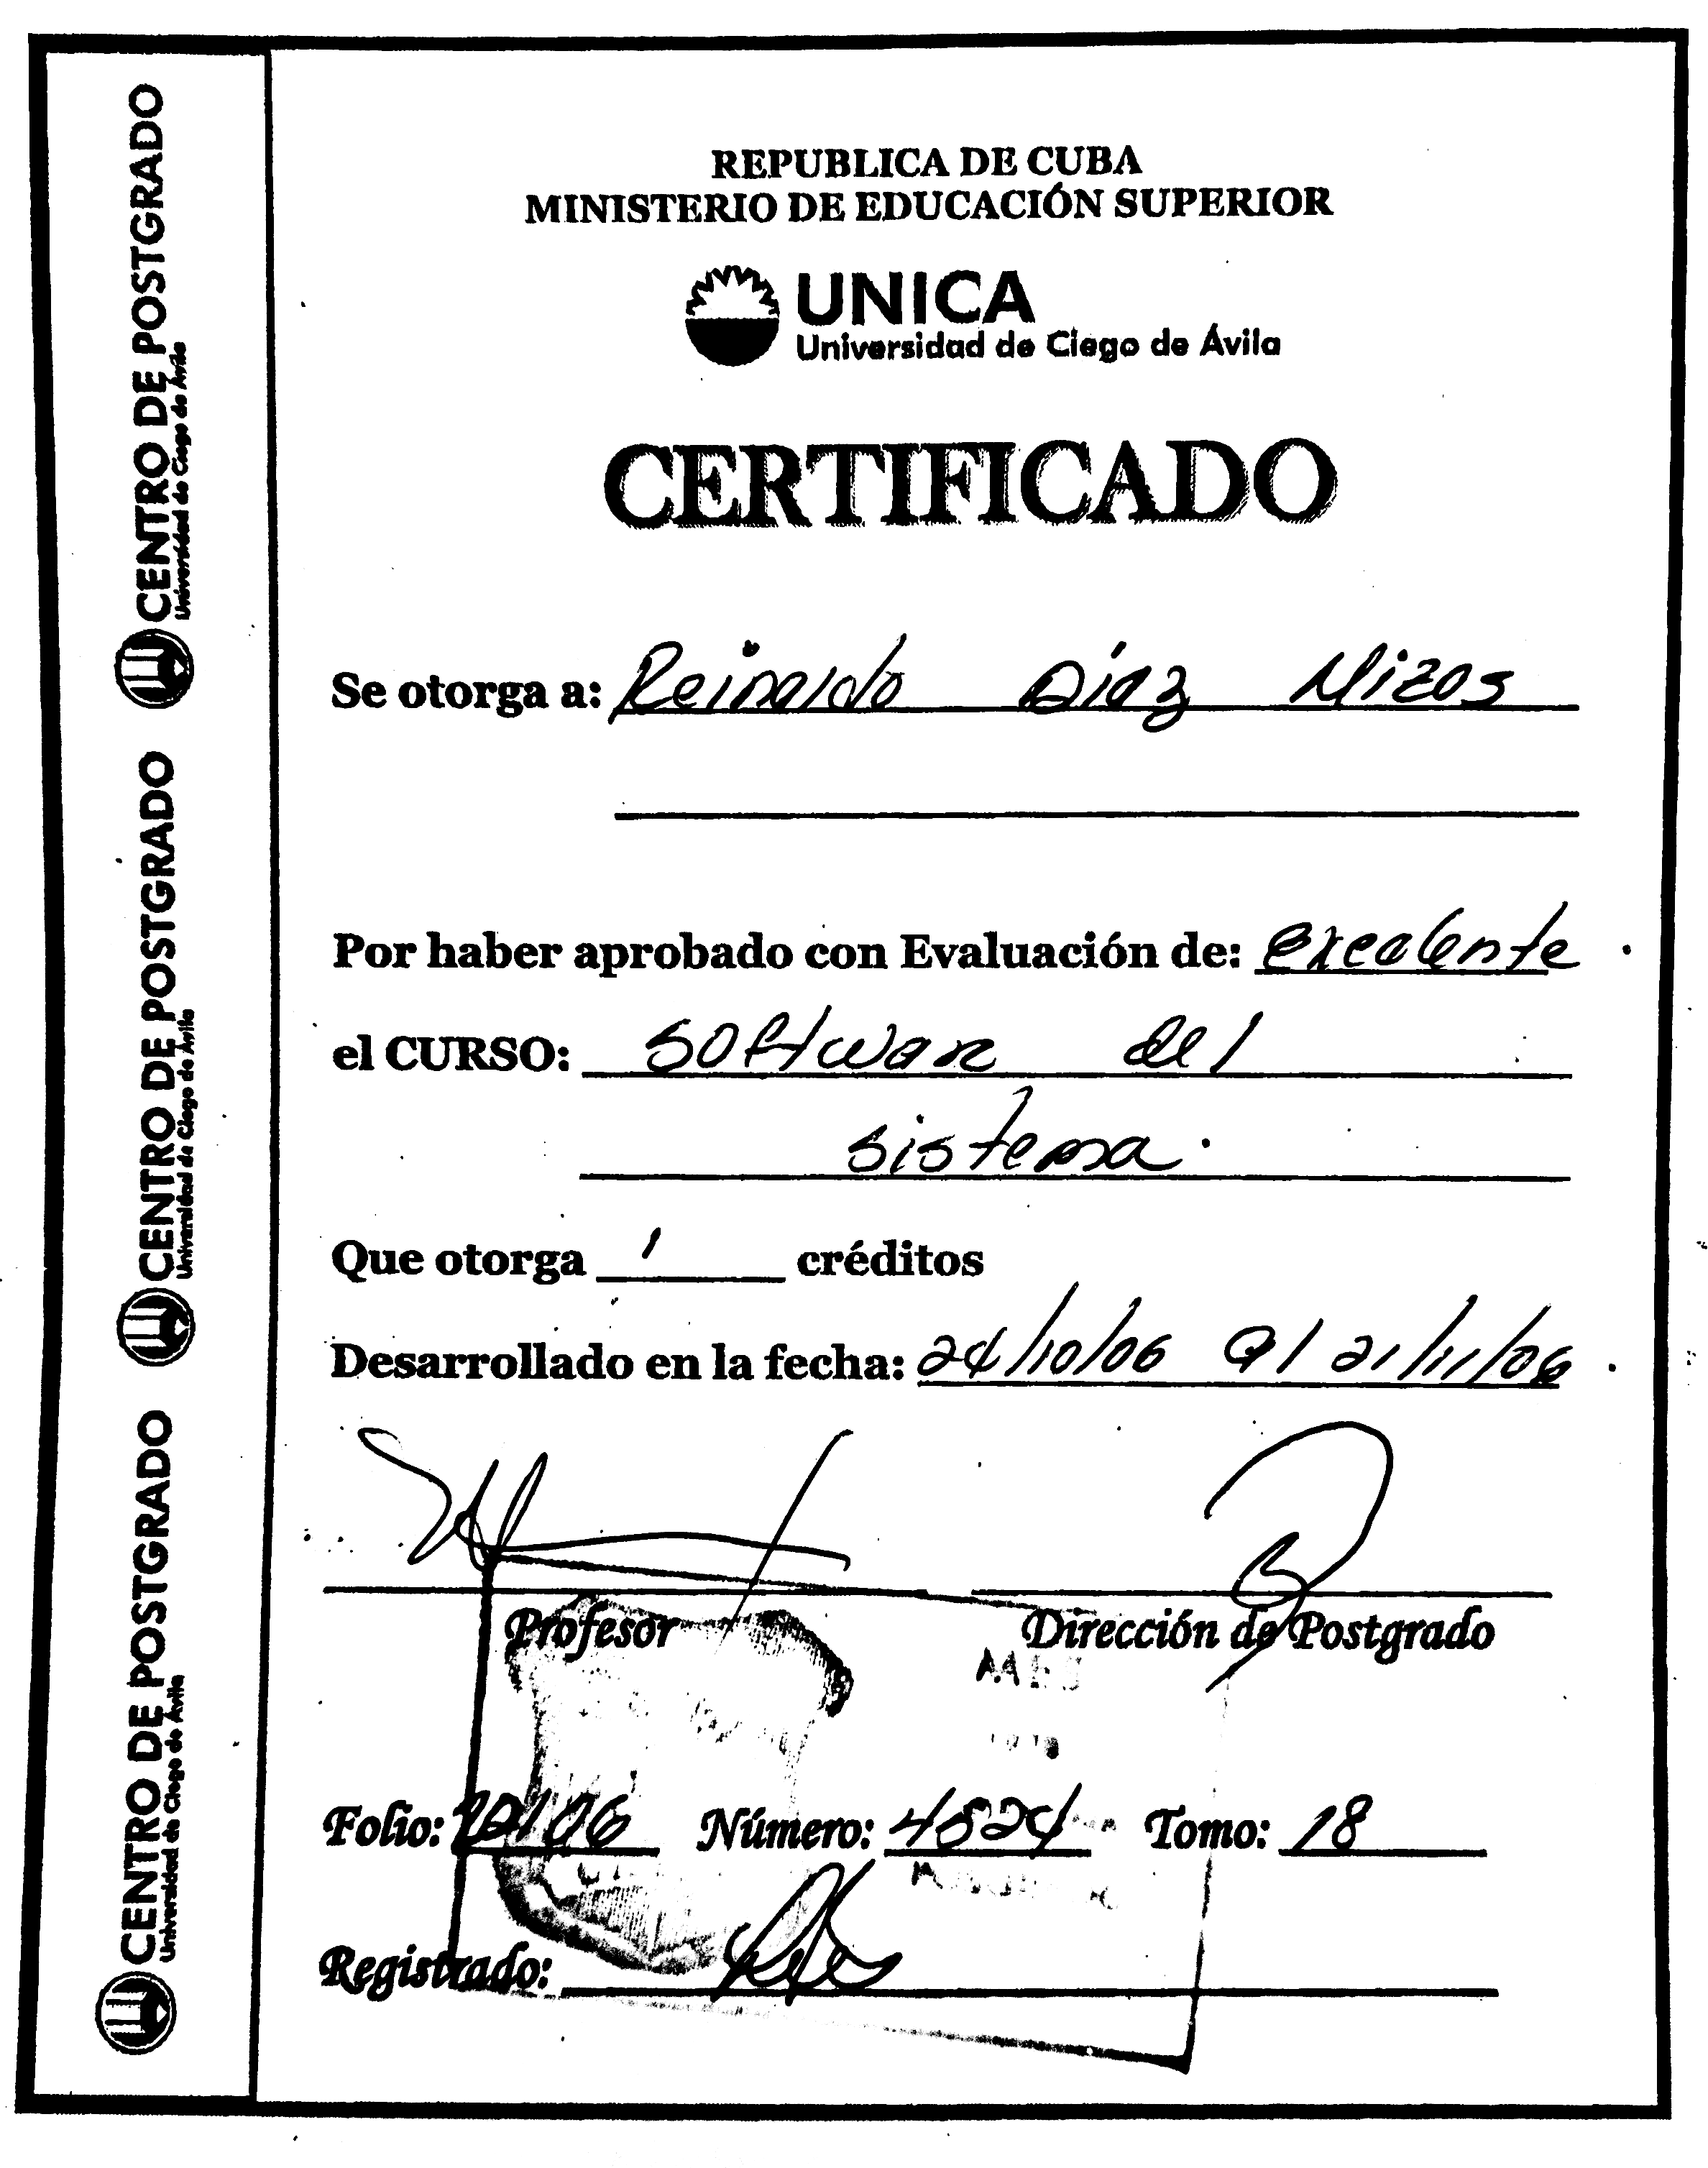 REPUBLICA DE CUBA
MINISTERIO DE EDUCACIÓN SUPERIOR
UNICA
Universidad de Ciego de Ávila
CERTIFICADO
Se otorga a: Reinaldo Díaz Mizos
Por haber aprobado con Evaluación de: excelente
el CURSO: Software del
sistema.
Que otorga 1 créditos
Desarrollado en la fecha: 24/10/06 al 21/11/06
Profesor Dirección de Postgrado
Folio: Número: 4824 Tomo: 18
Registrado:
CENTRO DE POSTGRADO
Universidad de Ciego de Ávila
CENTRO DE POSTGRADO
Universidad de Ciego de Ávila
CENTRO DE POSTGRADO
Universidad de Ciego de Ávila